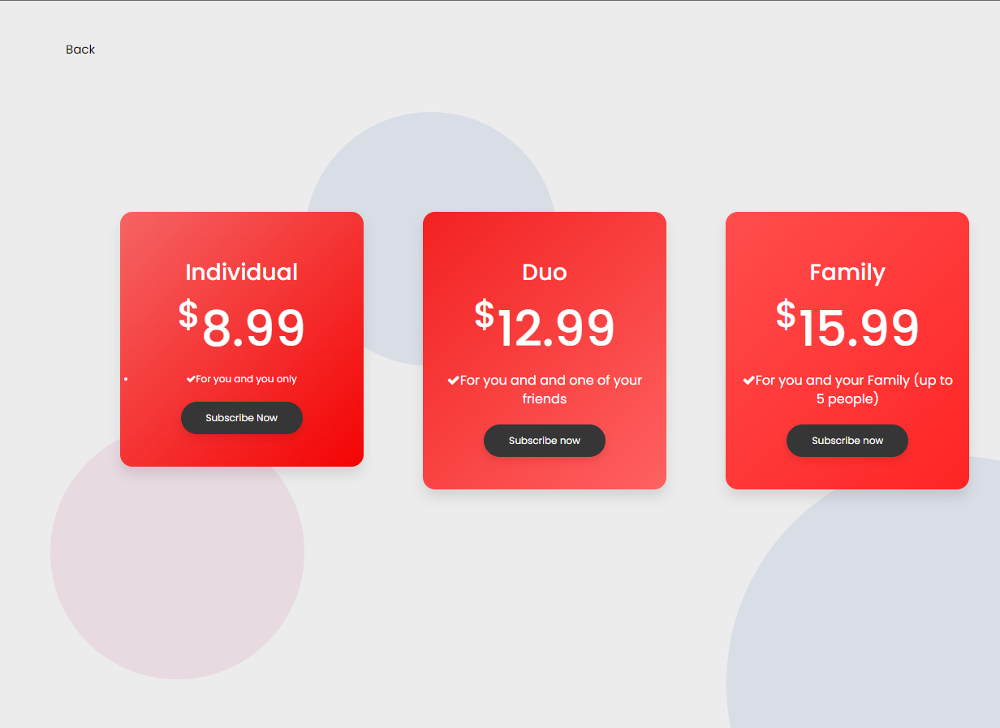 Back
Individual
$8.99
For you and you only
Subscribe Now
Duo
$12.99
For you and and one of your
friends
Subscribe now
Family
$15.99
For you and your Family (up to
5 people)
Subscribe now